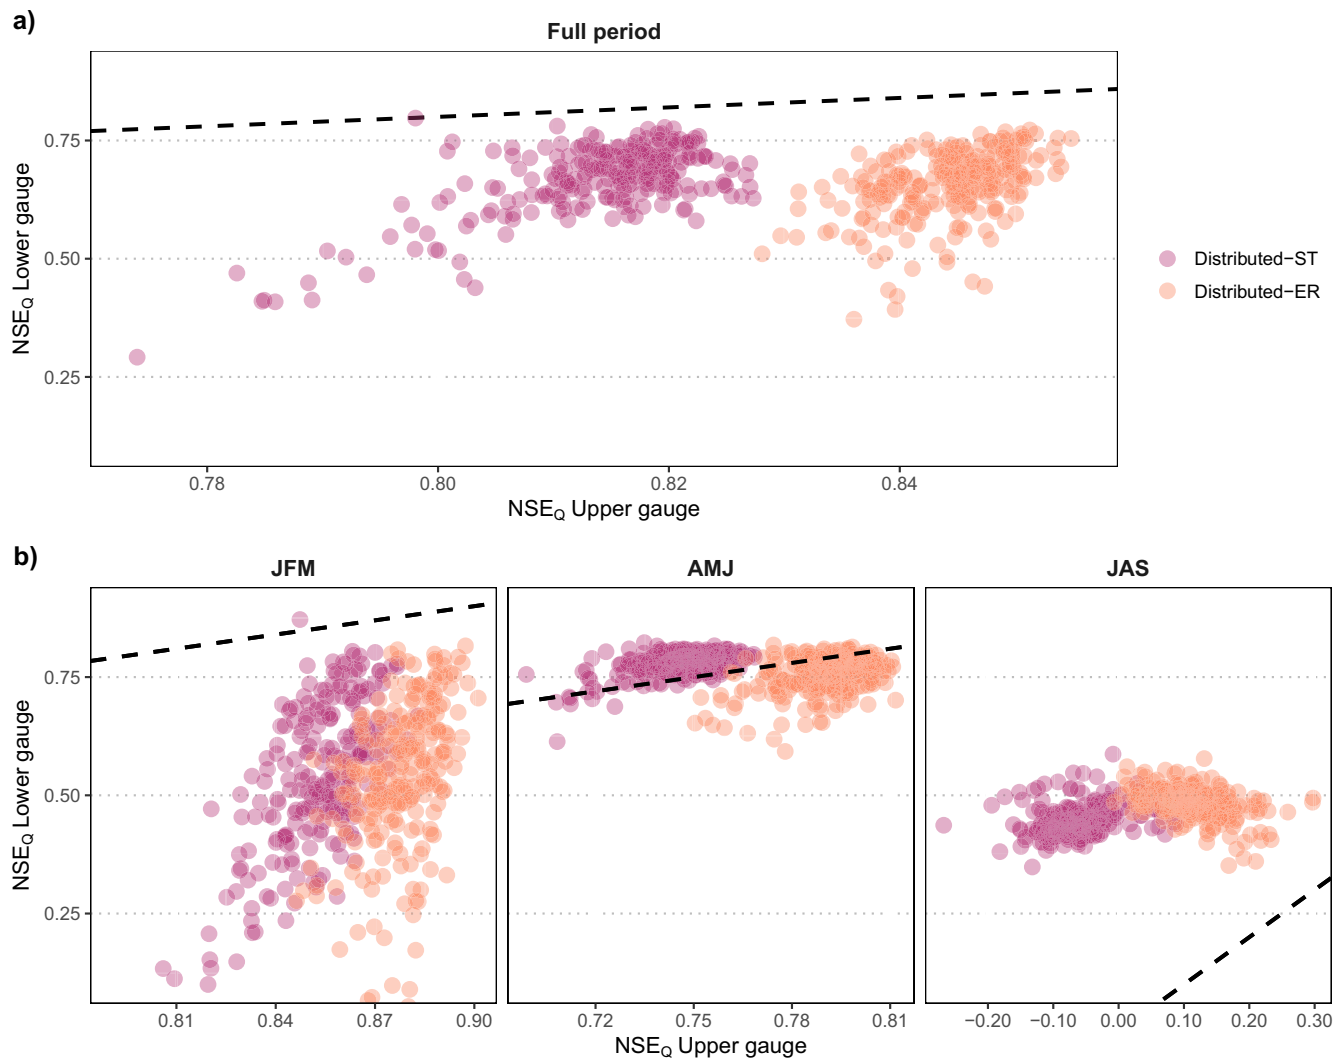 a)
Full period
NSEQ Lower gauge
0.75
0.50
0.25
0.78 0.80 0.82 0.84
NSEQ Upper gauge
Distributed−ST
Distributed−ER
b)
JFM AMJ JAS
NSEQ Lower gauge
0.75
0.50
0.25
0.81 0.84 0.87 0.90 0.72 0.75 0.78 0.81 −0.20 −0.10 0.00 0.10 0.20 0.30
NSEQ Upper gauge